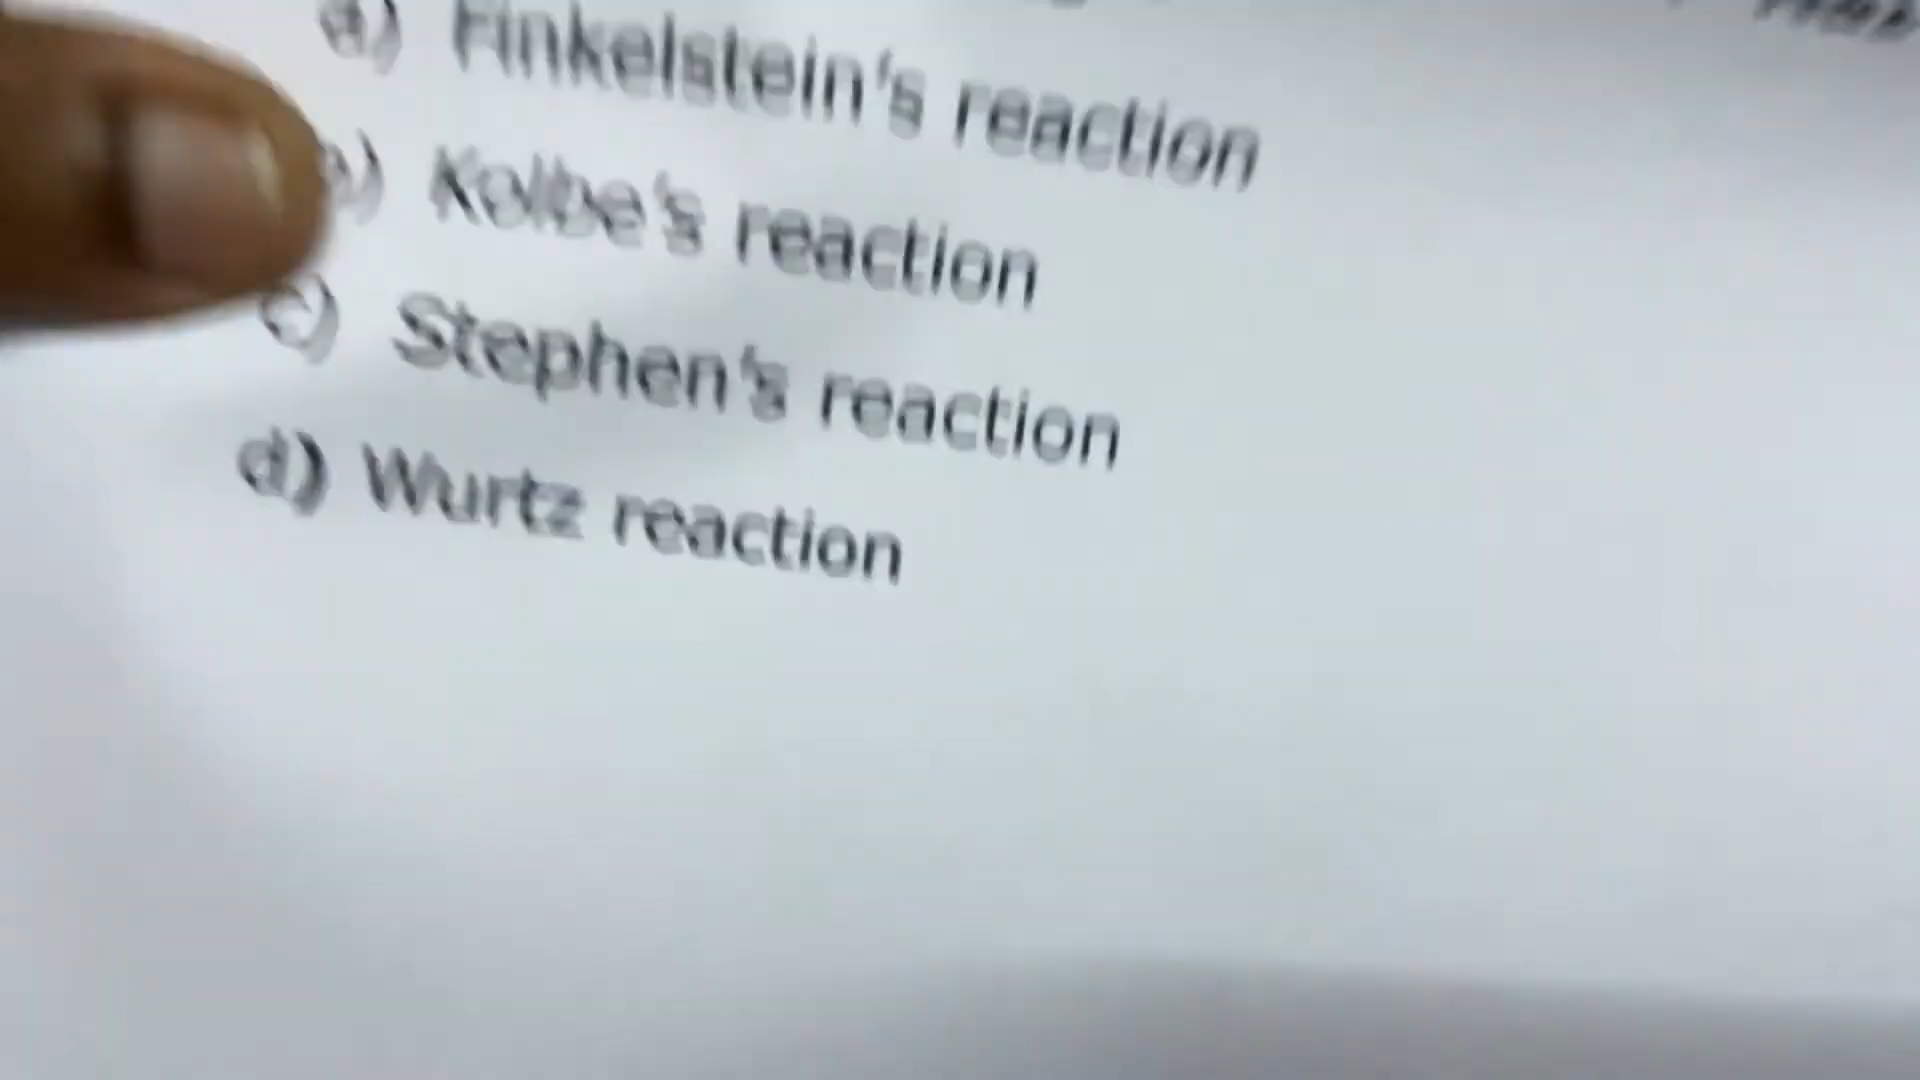 a) Finkelstein's reaction
) Kolbe's reaction
c) Stephen's reaction
d) Wurtz reaction